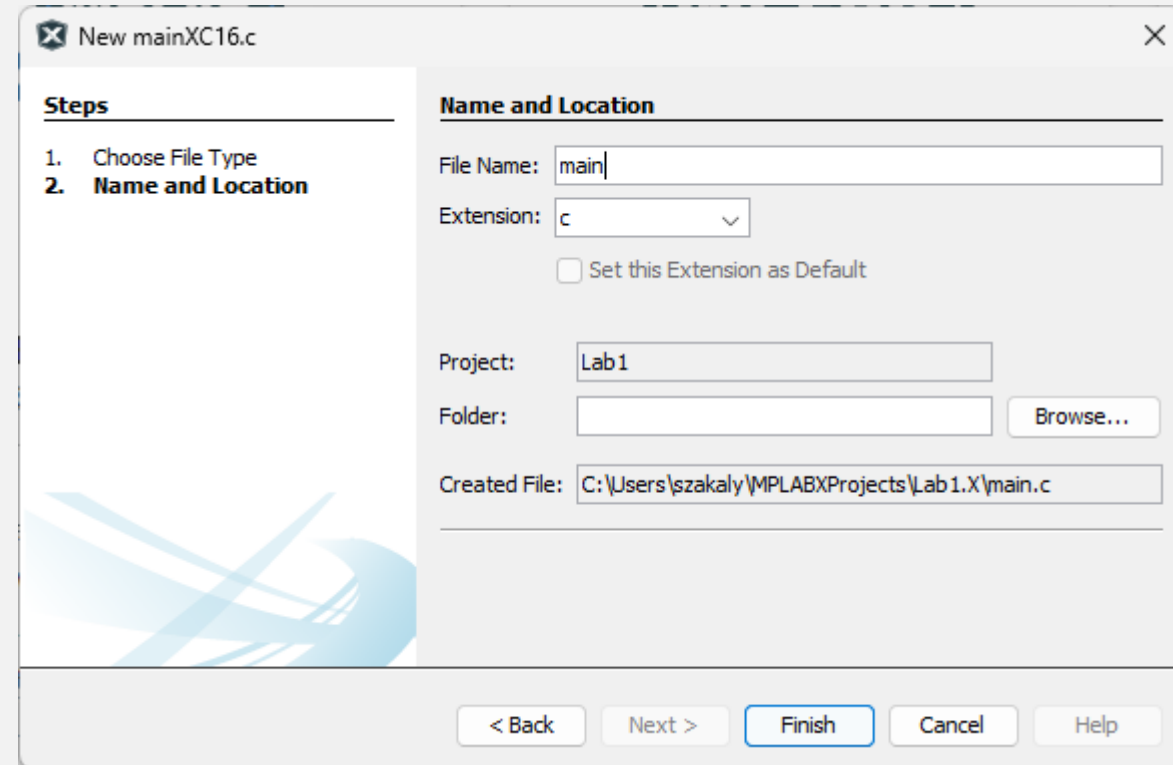 New mainXC16.c
Steps
1. Choose File Type
2. Name and Location
Name and Location
File Name: main
Extension: c
Set this Extension as Default
Project: Lab1
Folder: Browse...
Created File: C:\Users\szakaly\MPLABXProjects\Lab1.X\main.c
< Back Next > Finish Cancel Help